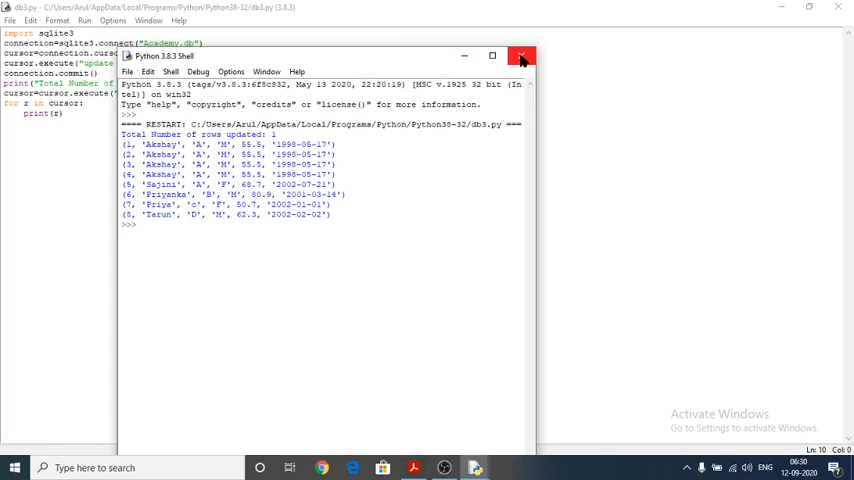 db3.py - C:/Users/Arul/AppData/Local/Programs/Python/Python38-32/db3.py (3.8.3)
File Edit Format Run Options Window Help
import sqlite3
connection=sqlite3.connect("Academy.db")
cursor=connection.curso
cursor.execute("update
connection.commit()
print("Total Number of
cursor=cursor.execute("
for r in cursor:
print(r)
Python 3.8.3 Shell
File Edit Shell Debug Options Window Help
Python 3.8.3 (tags/v3.8.3:6f8c832, May 13 2020, 22:20:19) [MSC v.1925 32 bit (In
tel)] on win32
Type "help", "copyright", "credits" or "license()" for more information.
>>>
==== RESTART: C:/Users/Arul/AppData/Local/Programs/Python/Python38-32/db3.py ===
Total Number of rows updated: 1
(1, 'Akshay', 'A', 'M', 55.5, '1998-05-17')
(2, 'Akshay', 'A', 'M', 55.5, '1998-05-17')
(3, 'Akshay', 'A', 'M', 55.5, '1998-05-17')
(4, 'Akshay', 'A', 'M', 55.5, '1998-05-17')
(5, 'Sajini', 'A', 'F', 68.7, '2002-07-21')
(6, 'Priyanka', 'B', 'M', 80.9, '2001-03-14')
(7, 'Priya', 'c', 'F', 50.7, '2002-01-01')
(8, 'Tarun', 'D', 'M', 62.3, '2002-02-02')
>>>
Activate Windows
Go to Settings to activate Windows.
Ln: 10 Col: 0
Type here to search
ENG
06:30
12-09-2020